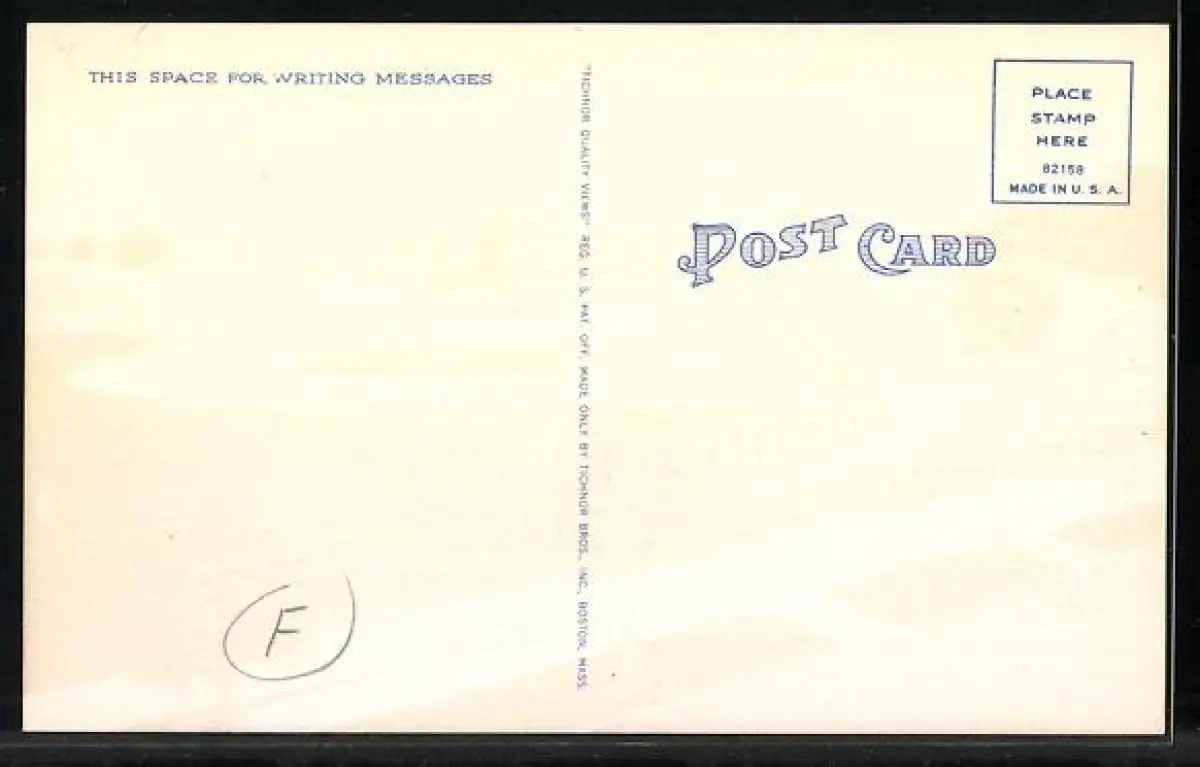 THIS SPACE FOR WRITING MESSAGES
"TICHNOR QUALITY VIEWS" REG. U. S. PAT. OFF. MADE ONLY BY TICHNOR BROS., INC., BOSTON, MASS.
PLACE
STAMP
HERE
82158
MADE IN U. S. A.
POST CARD
F